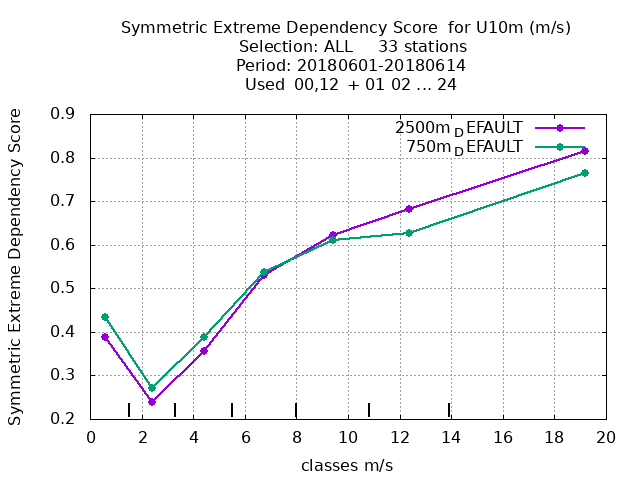 Symmetric Extreme Dependency Score for U10m (m/s)
Selection: ALL 33 stations
Period: 20180601-20180614
Used 00,12 + 01 02 ... 24
Symmetric Extreme Dependency Score
0.9
0.8
0.7
0.6
0.5
0.4
0.3
0.2
2500mDEFAULT
750mDEFAULT
0 2 4 6 8 10 12 14 16 18 20
classes m/s